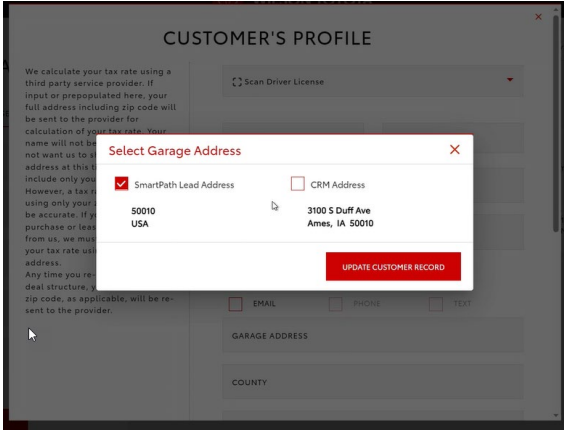 CUSTOMER'S PROFILE
We calculate your tax rate using a
third party service provider. If
input or prepopulated here, your
full address including zip code will
be sent to the provider for
calculation of your tax rate. Your
name will not be
not want us to
address at this
include only you
However, a tax
using only your
be accurate. If
purchase or leas
from us, we mus
your tax rate usi
address.
Any time you re-
deal structure, y
zip code, as applicable, will be re-
sent to the provider.
Scan Driver License
Select Garage Address
SmartPath Lead Address
50010
USA
CRM Address
3100 S Duff Ave
Ames, IA 50010
UPDATE CUSTOMER RECORD
EMAIL
PHONE
TEXT
GARAGE ADDRESS
COUNTY